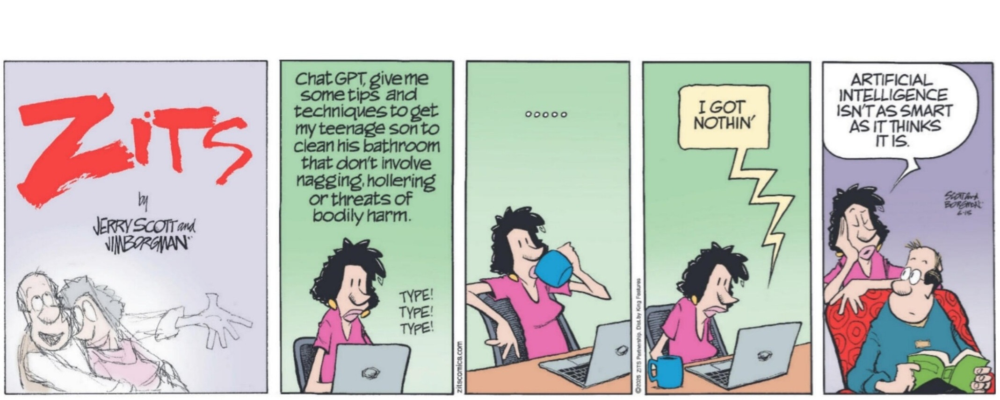 ZiTS
by
JERRY SCOTT and
JIM BORGMAN
Chat GPT, give me
some tips and
techniques to get
my teenage son to
clean his bathroom
that don't involve
nagging, hollering
or threats of
bodily harm.
TYPE!
TYPE!
TYPE!
zitscomics.com
I GOT
NOTHIN'
©2025 ZITS Partnership. Dist. by King Features
ARTIFICIAL
INTELLIGENCE
ISN'T AS SMART
AS IT THINKS
IT IS.
SCOTT and
BORGMAN
6-15